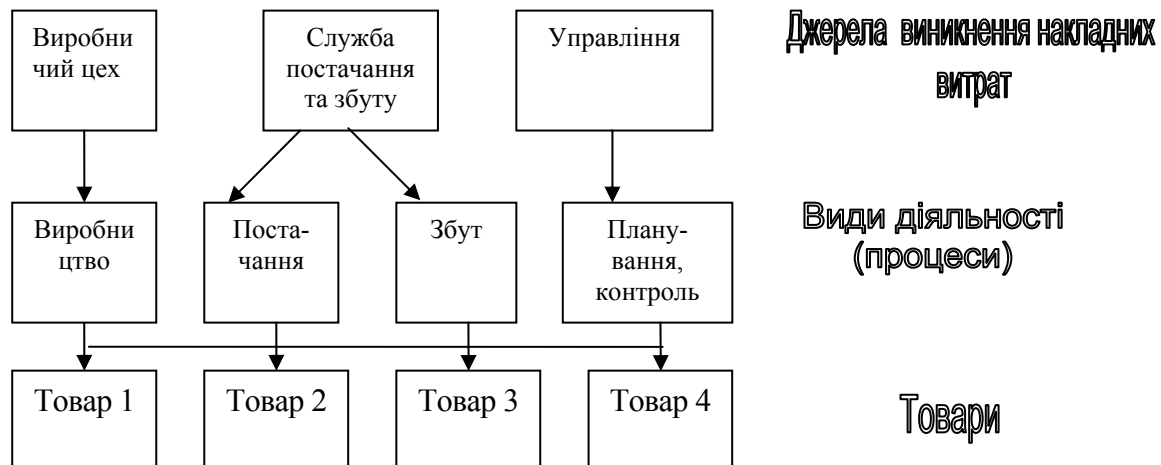 Виробни
чий цех
Служба
постачання
та збуту
Управління
Джерела виникнення накладних
витрат
Виробни
цтво
Поста-
чання
Збут
Плану-
вання,
контроль
Види діяльності
(процеси)
Товар 1
Товар 2
Товар 3
Товар 4
Товари